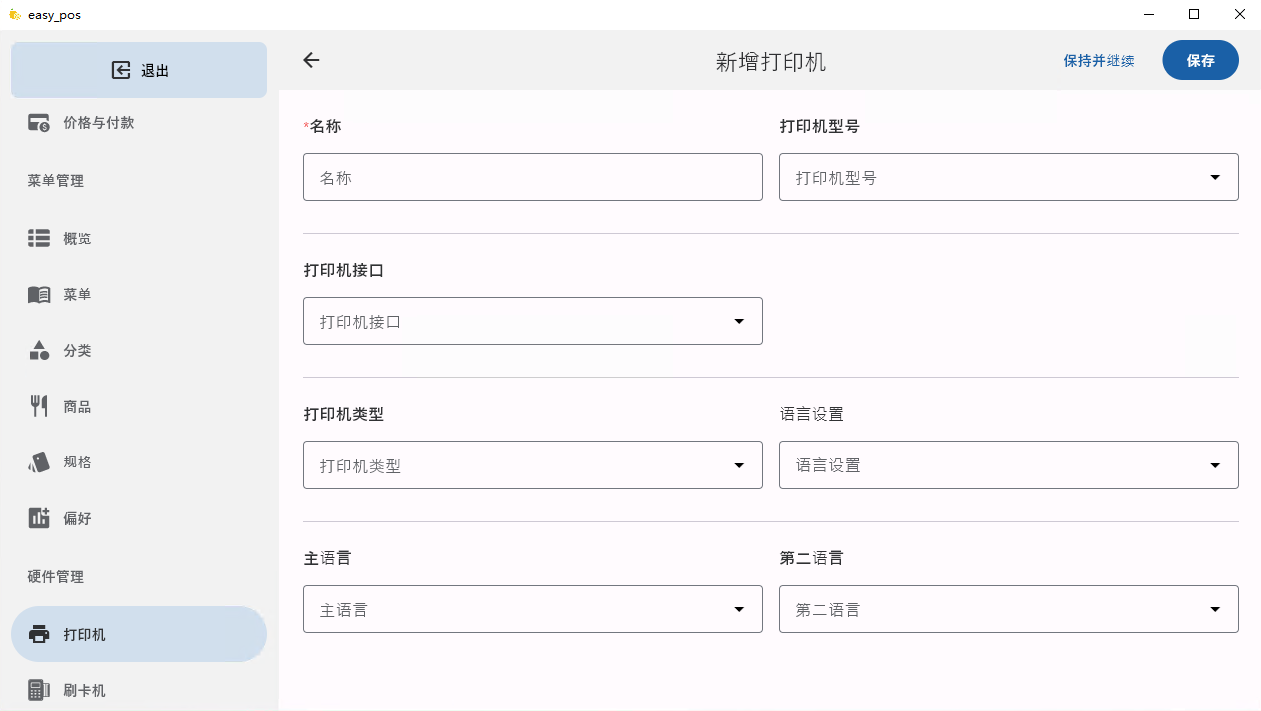 easy_pos
退出
价格与付款
菜单管理
概览
菜单
分类
商品
规格
偏好
硬件管理
打印机
刷卡机
新增打印机
保持并继续
保存
*名称
打印机型号
名称
打印机型号
打印机接口
打印机接口
打印机类型
语言设置
打印机类型
语言设置
主语言
第二语言
主语言
第二语言